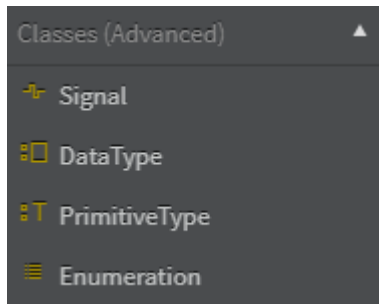 Classes (Advanced)
Signal
DataType
PrimitiveType
Enumeration